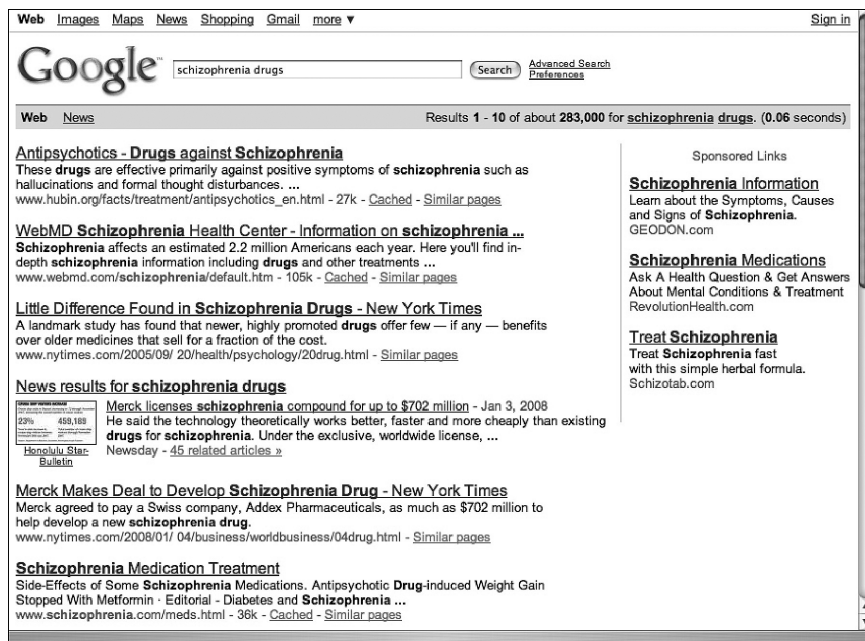 Web Images Maps News Shopping Gmail more ▼ Sign in
Google™ schizophrenia drugs Search Advanced Search
Preferences
Web News Results 1 - 10 of about 283,000 for schizophrenia drugs. (0.06 seconds)
Antipsychotics - Drugs against Schizophrenia
These drugs are effective primarily against positive symptoms of schizophrenia such as
hallucinations and formal thought disturbances. ...
www.hubin.org/facts/treatment/antipsychotics_en.html - 27k - Cached - Similar pages
WebMD Schizophrenia Health Center - Information on schizophrenia ...
Schizophrenia affects an estimated 2.2 million Americans each year. Here you'll find in-
depth schizophrenia information including drugs and other treatments ...
www.webmd.com/schizophrenia/default.htm - 105k - Cached - Similar pages
Little Difference Found in Schizophrenia Drugs - New York Times
A landmark study has found that newer, highly promoted drugs offer few — if any — benefits
over older medicines that sell for a fraction of the cost.
www.nytimes.com/2005/09/ 20/health/psychology/20drug.html - Similar pages
News results for schizophrenia drugs
Merck licenses schizophrenia compound for up to $702 million - Jan 3, 2008
He said the technology theoretically works better, faster and more cheaply than existing
drugs for schizophrenia. Under the exclusive, worldwide license, ...
Newsday - 45 related articles »
23% 459,189
Honolulu Star-
Bulletin
Merck Makes Deal to Develop Schizophrenia Drug - New York Times
Merck agreed to pay a Swiss company, Addex Pharmaceuticals, as much as $702 million to
help develop a new schizophrenia drug.
www.nytimes.com/2008/01/ 04/business/worldbusiness/04drug.html - Similar pages
Schizophrenia Medication Treatment
Side-Effects of Some Schizophrenia Medications. Antipsychotic Drug-induced Weight Gain
Stopped With Metformin · Editorial - Diabetes and Schizophrenia ...
www.schizophrenia.com/meds.html - 36k - Cached - Similar pages
Sponsored Links
Schizophrenia Information
Learn about the Symptoms, Causes
and Signs of Schizophrenia.
GEODON.com
Schizophrenia Medications
Ask A Health Question & Get Answers
About Mental Conditions & Treatment
RevolutionHealth.com
Treat Schizophrenia
Treat Schizophrenia fast
with this simple herbal formula.
Schizotab.com